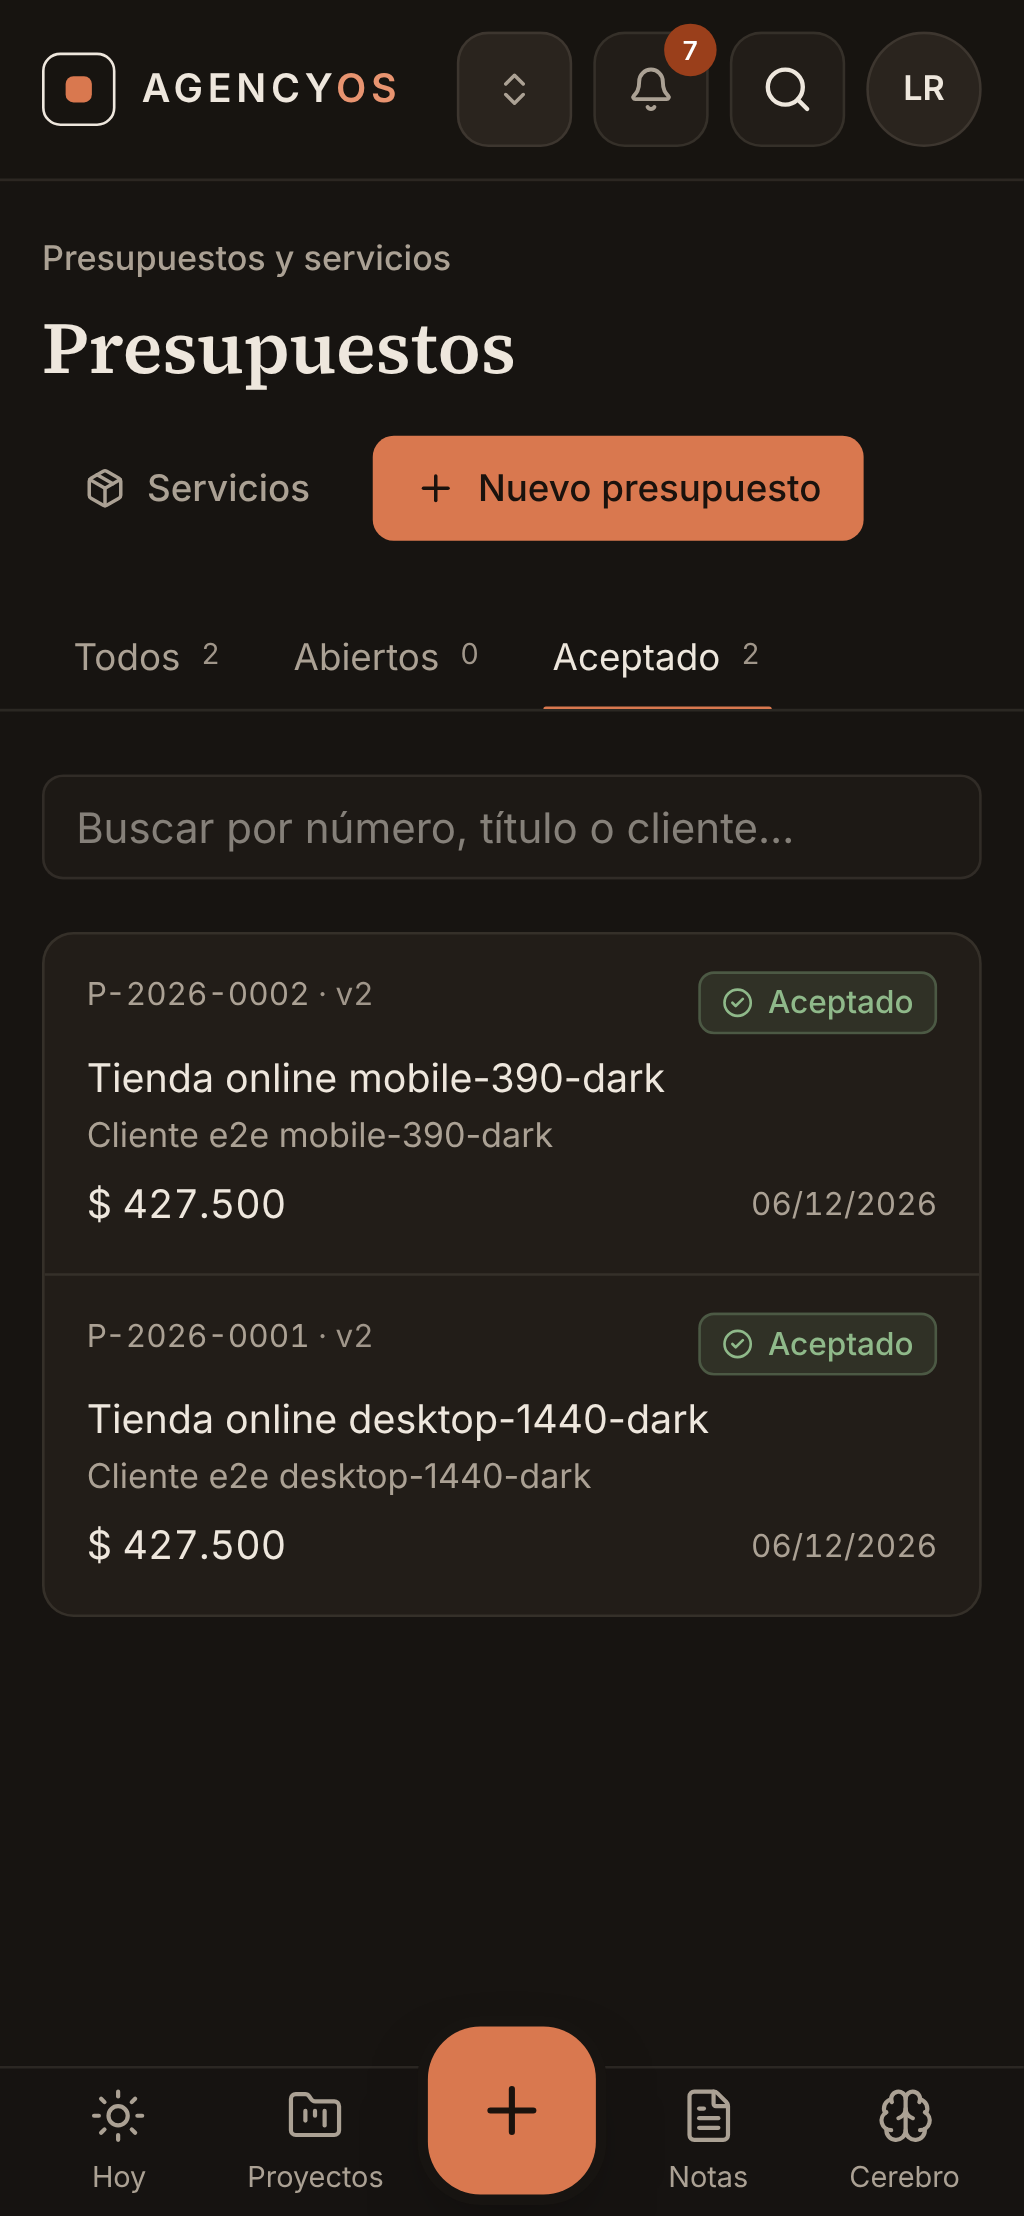 AGENCYOS
7
LR
Presupuestos y servicios
Presupuestos
Servicios
Nuevo presupuesto
Todos 2
Abiertos 0
Aceptado 2
Buscar por número, título o cliente...
P-2026-0002 · v2
Aceptado
Tienda online mobile-390-dark
Cliente e2e mobile-390-dark
$ 427.500
06/12/2026
P-2026-0001 · v2
Aceptado
Tienda online desktop-1440-dark
Cliente e2e desktop-1440-dark
$ 427.500
06/12/2026
Hoy
Proyectos
Notas
Cerebro